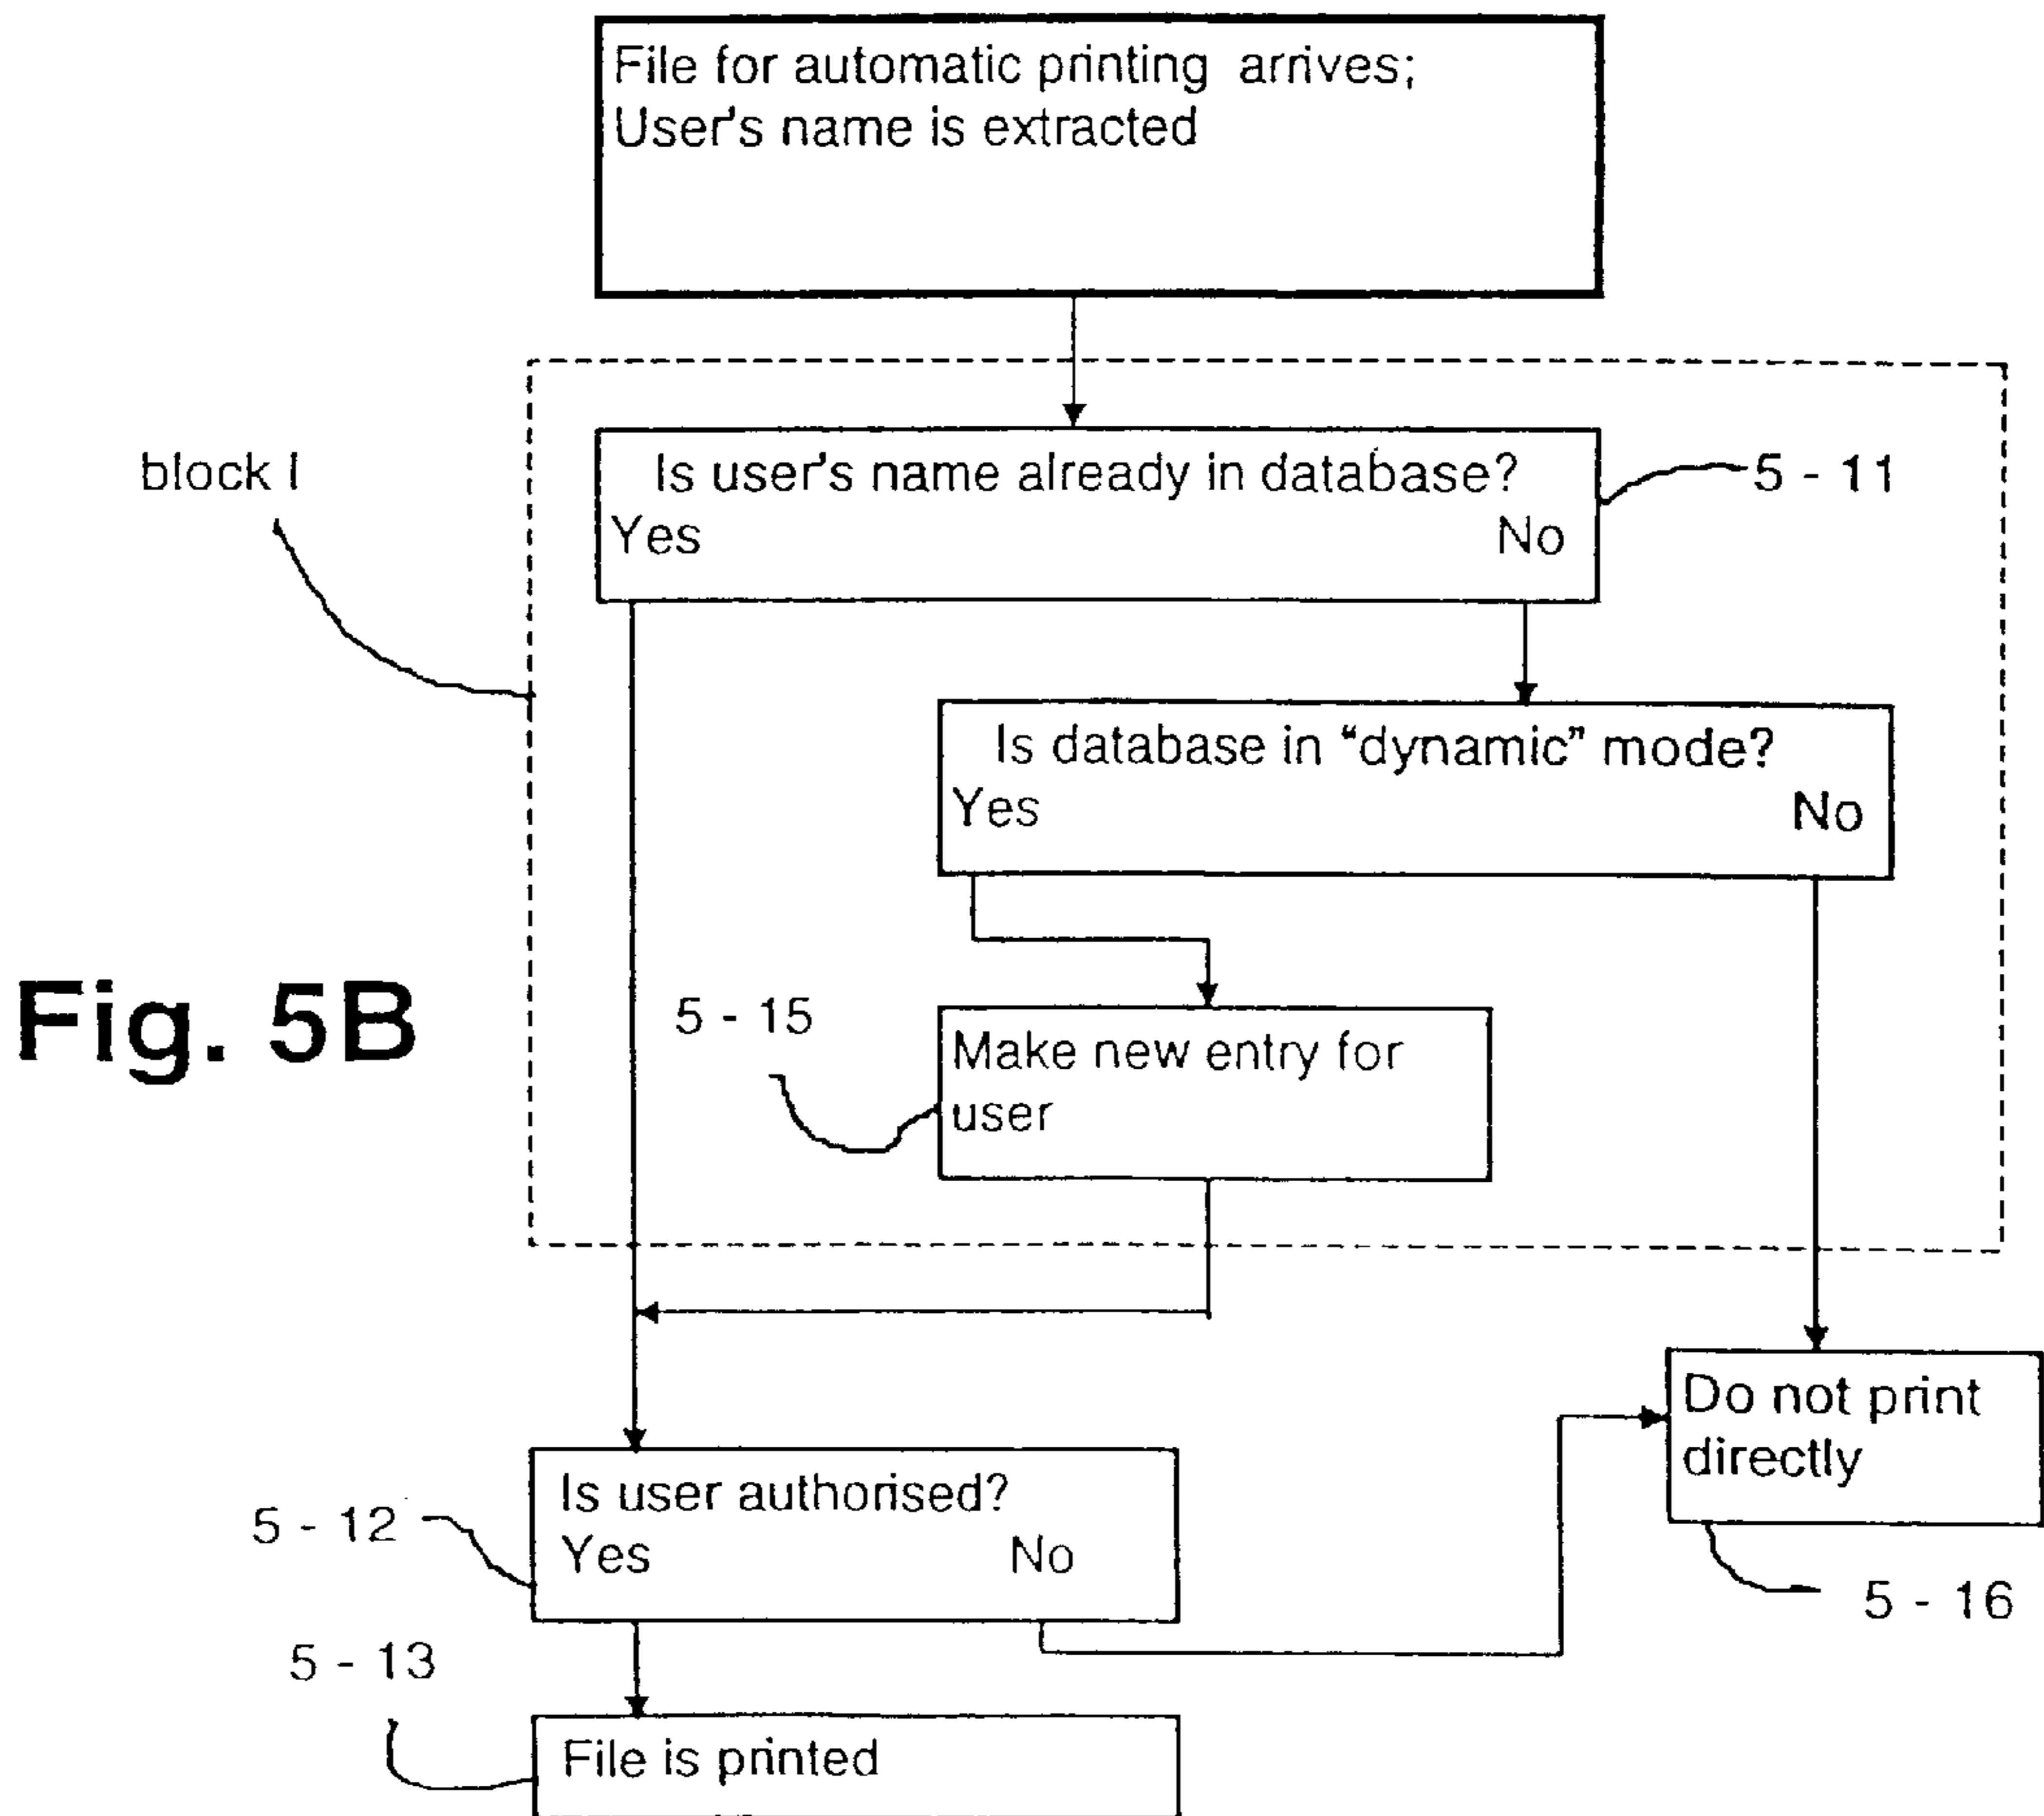 File for automatic printing arrives;
User's name is extracted
block I
Is user's name already in database?
Yes No
5 - 11
Is database in “dynamic” mode?
Yes No
Fig. 5B
5 - 15
Make new entry for
user
Do not print
directly
5 - 16
Is user authorised?
Yes No
5 - 12
5 - 13
File is printed